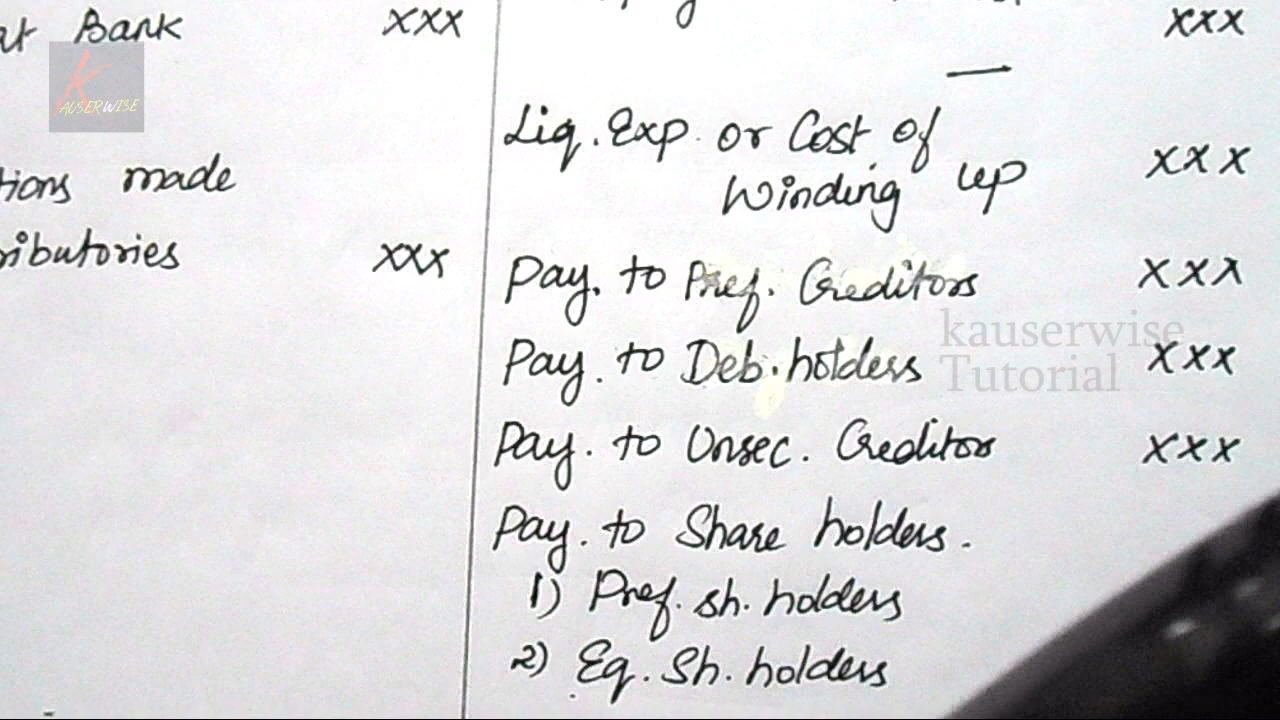 at Bank XXX
tions made
ributories XXX
XXX
Liq. Exp. or Cost of
Winding up XXX
Pay. to Pref. Creditors XXX
Pay. to Deb. holders XXX
Pay. to Unsec. Creditor XXX
Pay. to Share holders.
1) Pref. sh. holders
2) Eq. Sh. holders
K
AUSERWISE
kauserwise
Tutorial